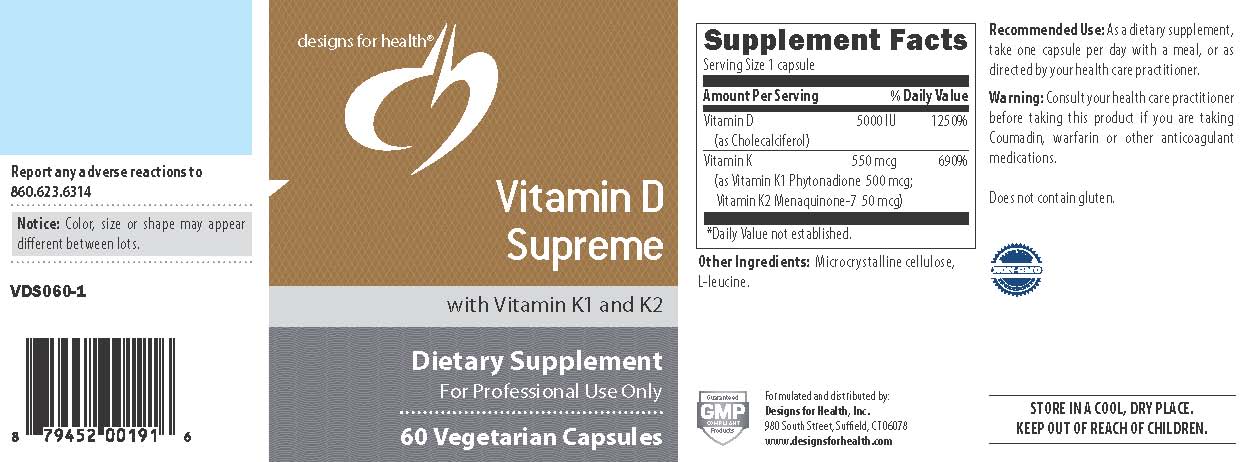 Report any adverse reactions to
860.623.6314
Notice: Color, size or shape may appear
different between lots.
VDS060-1
8 79452 00191 6
designs for health®
Vitamin D
Supreme
with Vitamin K1 and K2
Dietary Supplement
For Professional Use Only
60 Vegetarian Capsules
Supplement Facts
Serving Size 1 capsule
Amount Per Serving % Daily Value
Vitamin D 5000 IU 1250%
(as Cholecalciferol)
Vitamin K 550 mcg 690%
(as Vitamin K1 Phytonadione 500 mcg;
Vitamin K2 Menaquinone-7 50 mcg)
*Daily Value not established.
Other Ingredients: Microcrystalline cellulose,
L-leucine.
Guaranteed
GMP
COMPLIANT
Products
Formulated and distributed by:
Designs for Health, Inc.
980 South Street, Suffield, CT 06078
www.designsforhealth.com
Recommended Use: As a dietary supplement,
take one capsule per day with a meal, or as
directed by your health care practitioner.
Warning: Consult your health care practitioner
before taking this product if you are taking
Coumadin, warfarin or other anticoagulant
medications.
Does not contain gluten.
NON-GMO
STORE IN A COOL, DRY PLACE.
KEEP OUT OF REACH OF CHILDREN.